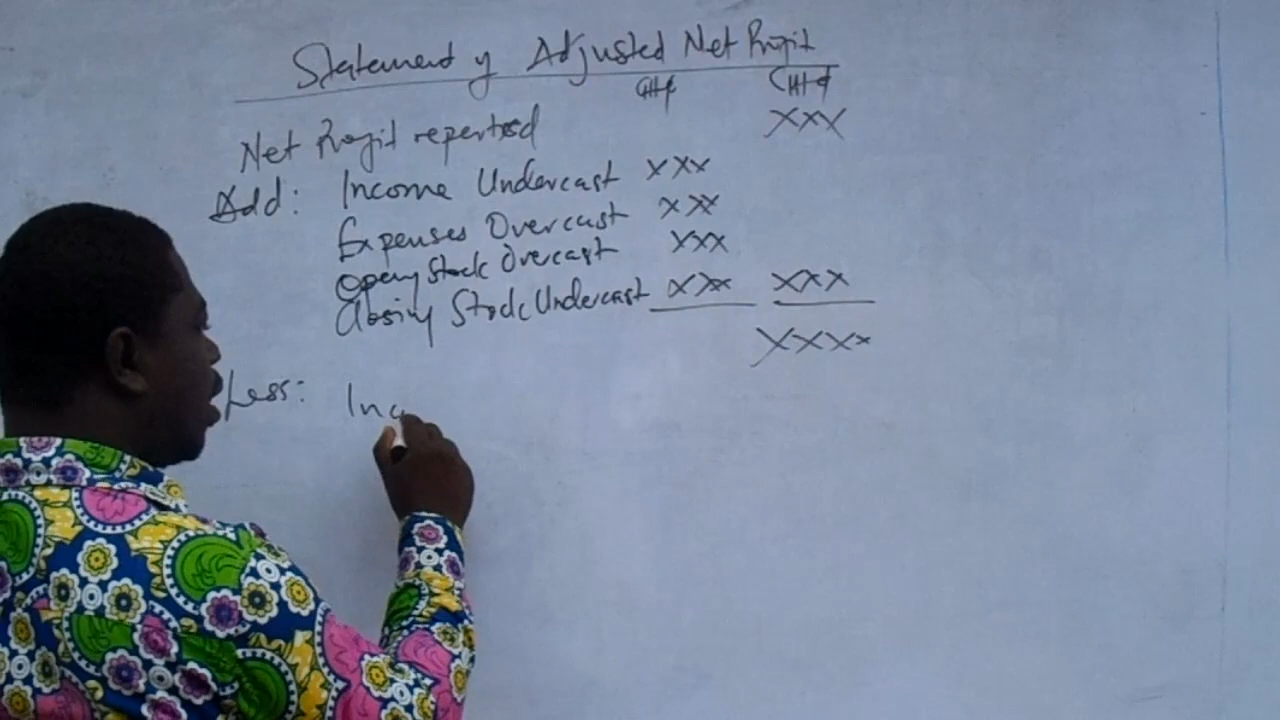 Statement of Adjusted Net Profit
GH¢ GH¢
Net Profit reported XXX
Add: Income Undercast XXX
Expenses Overcast XXX
Opening Stock Overcast XXX
Closing Stock Undercast XXX XXX
XXXX
Less: Inc